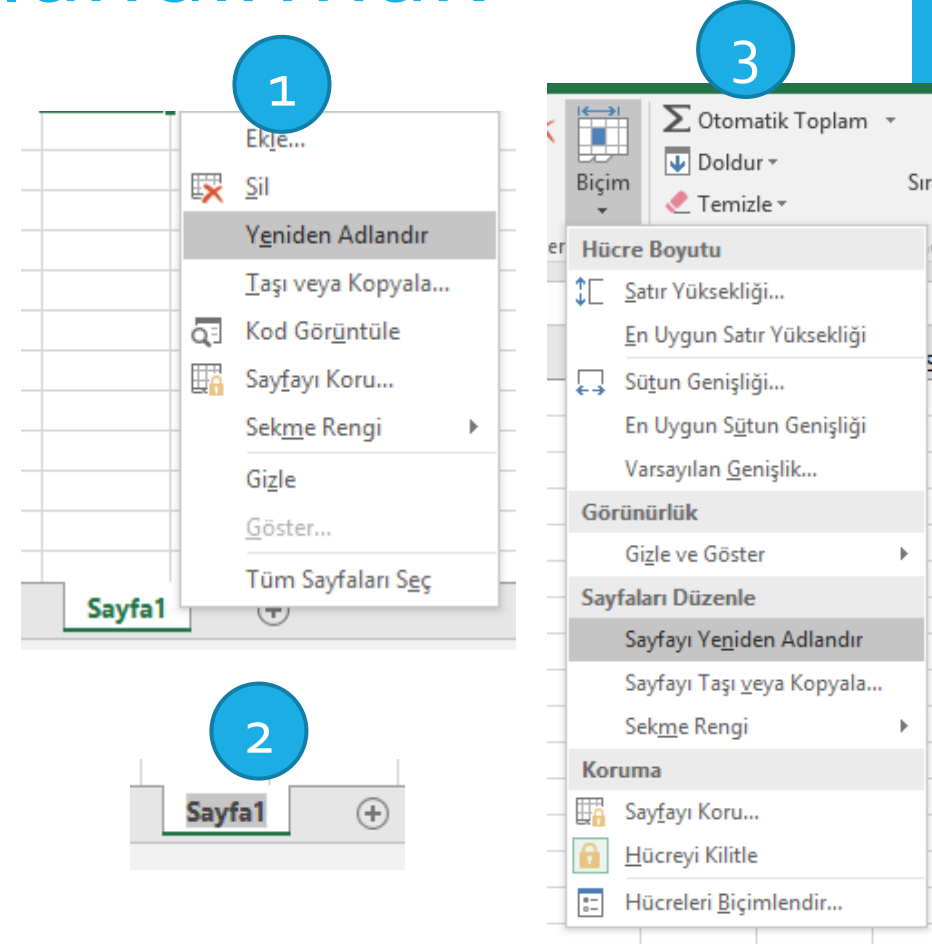 1
Ekle...
Sil
Yeniden Adlandır
Taşı veya Kopyala...
Kod Görüntüle
Sayfayı Koru...
Sekme Rengi
Gizle
Göster...
Tüm Sayfaları Seç
Sayfa1
2
Sayfa1
3
Otomatik Toplam
Doldur
Temizle
Biçim
Hücre Boyutu
Satır Yüksekliği...
En Uygun Satır Yüksekliği
Sütun Genişliği...
En Uygun Sütun Genişliği
Varsayılan Genişlik...
Görünürlük
Gizle ve Göster
Sayfaları Düzenle
Sayfayı Yeniden Adlandır
Sayfayı Taşı veya Kopyala...
Sekme Rengi
Koruma
Sayfayı Koru...
Hücreyi Kilitle
Hücreleri Biçimlendir...